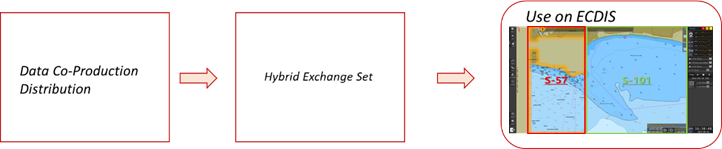 Data Co-Production
Distribution
Hybrid Exchange Set
Use on ECDIS
S-57
S-101